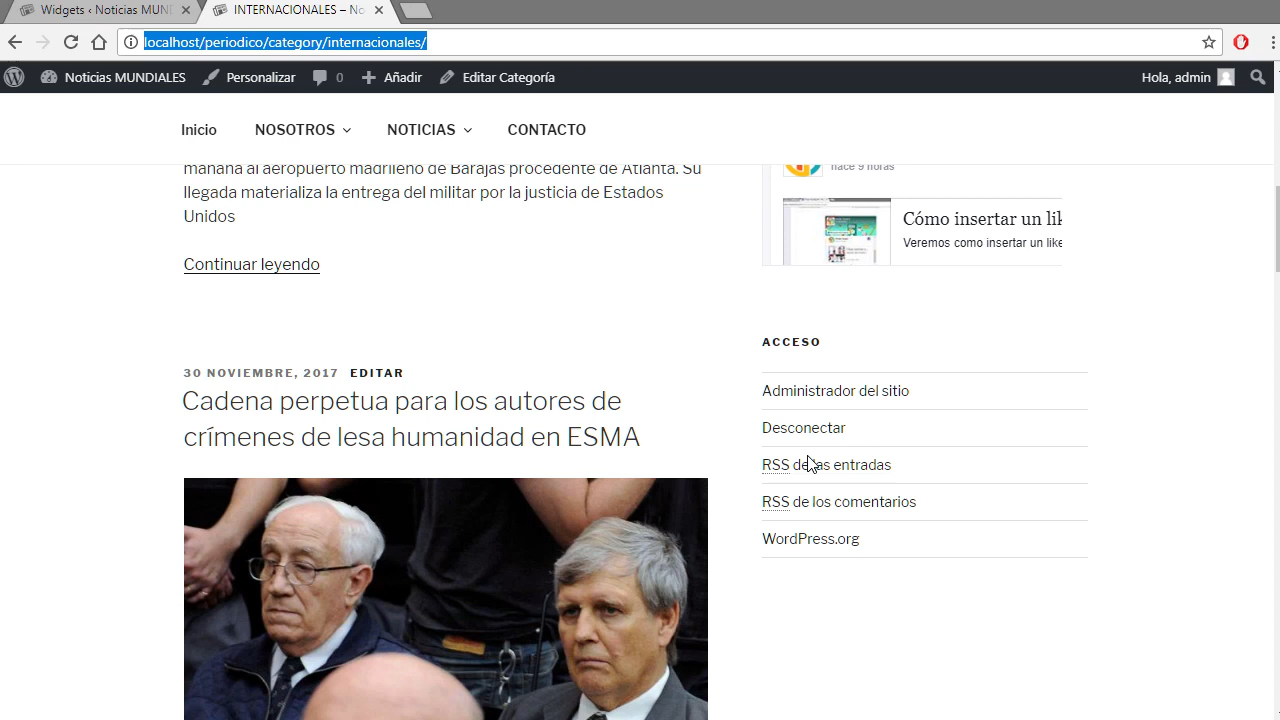 Widgets ‹ Noticias MUNI
INTERNACIONALES – No
localhost/periodico/category/internacionales/
Noticias MUNDIALES
Personalizar
0
Añadir
Editar Categoría
Hola, admin
Inicio
NOSOTROS
NOTICIAS
CONTACTO
mañana al aeropuerto madrileño de Barajas procedente de Atlanta. Su
llegada materializa la entrega del militar por la justicia de Estados
Unidos
Continuar leyendo
30 NOVIEMBRE, 2017 EDITAR
Cadena perpetua para los autores de
crímenes de lesa humanidad en ESMA
hace 9 horas
Cómo insertar un lik
Veremos como insertar un like
ACCESO
Administrador del sitio
Desconectar
RSS de las entradas
RSS de los comentarios
WordPress.org